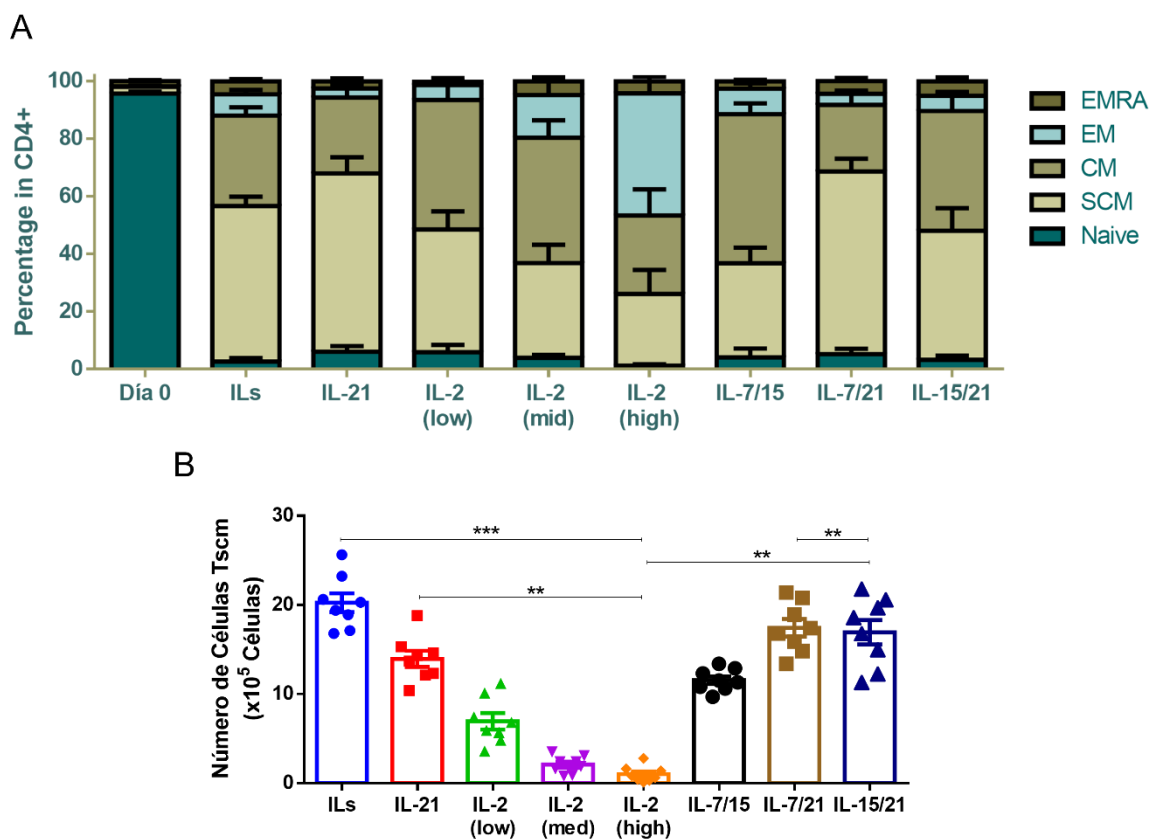 A
Percentage in CD4+
100
80
60
40
20
0
Día 0
ILs
IL-21
IL-2
(low)
IL-2
(mid)
IL-2
(high)
IL-7/15
IL-7/21
IL-15/21
EMRA
EM
CM
SCM
Naive
B
Número de Células Tscm
(x10⁵ Células)
30
20
10
0
***
**
**
**
ILs
IL-21
IL-2
(low)
IL-2
(med)
IL-2
(high)
IL-7/15
IL-7/21
IL-15/21